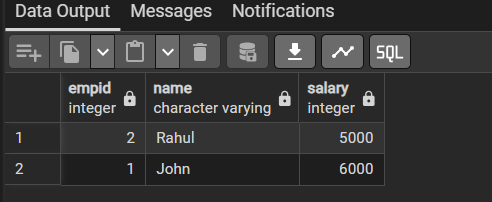 Data Output Messages Notifications
SQL
empid name salary
integer character varying integer
1 2 Rahul 5000
2 1 John 6000